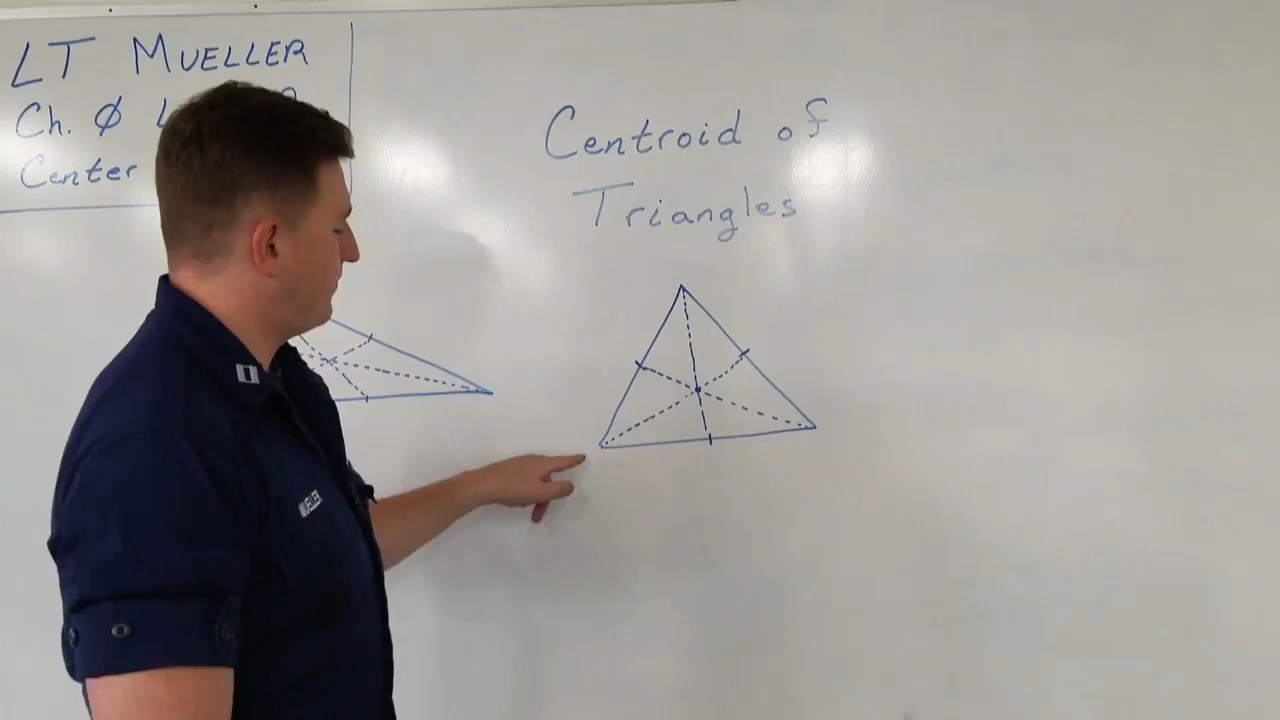 LT MUELLER
Ch. Ø
Center
Centroid of
Triangles
MUELLER